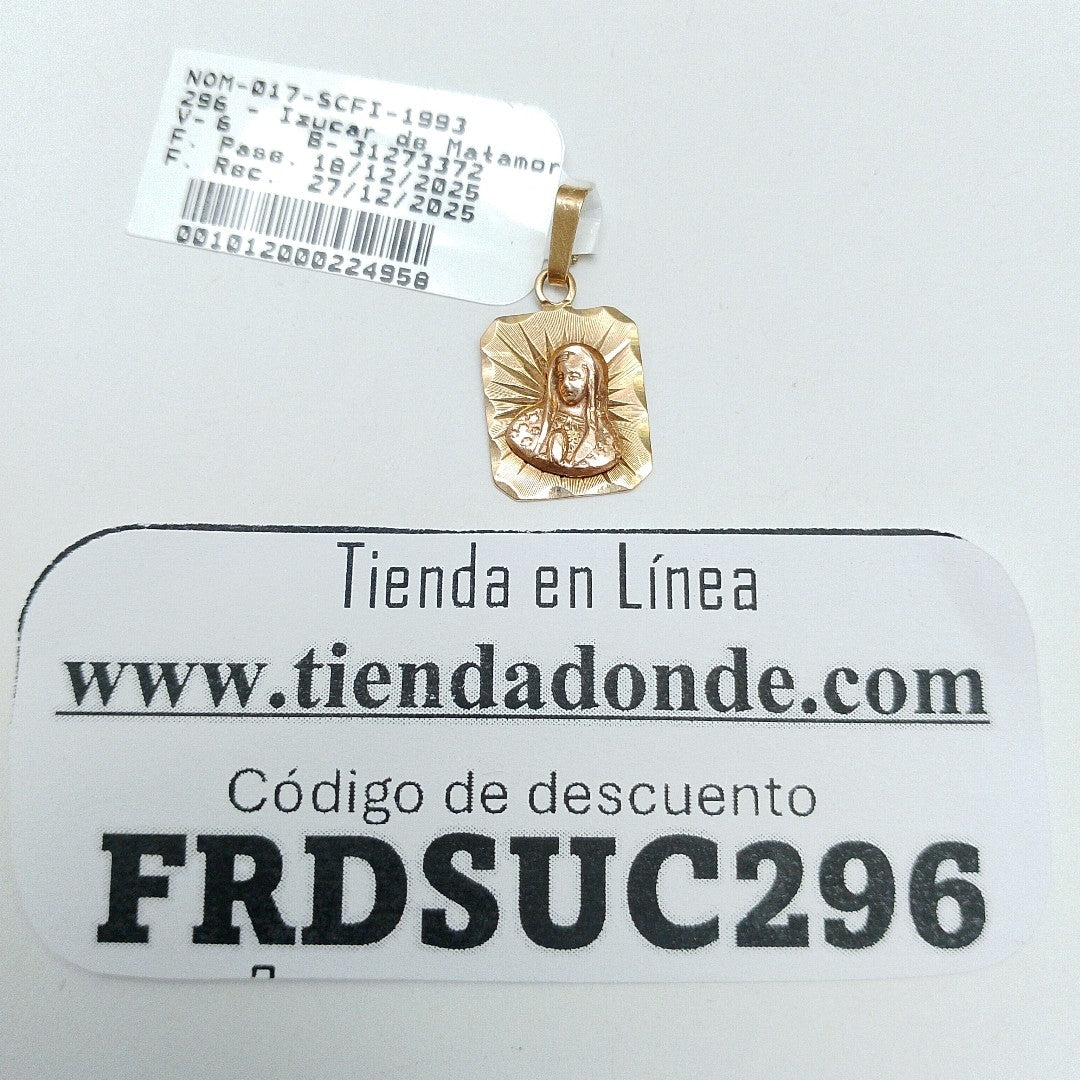 NOM-017-SCFI-1993
296 - Izucar de Matamor
V- 6 B- 31273372
F. Pase. 18/12/2025
F. Rec. 27/12/2025
001012000224958
Tienda en Línea
www.tiendadonde.com
Código de descuento
FRDSUC296